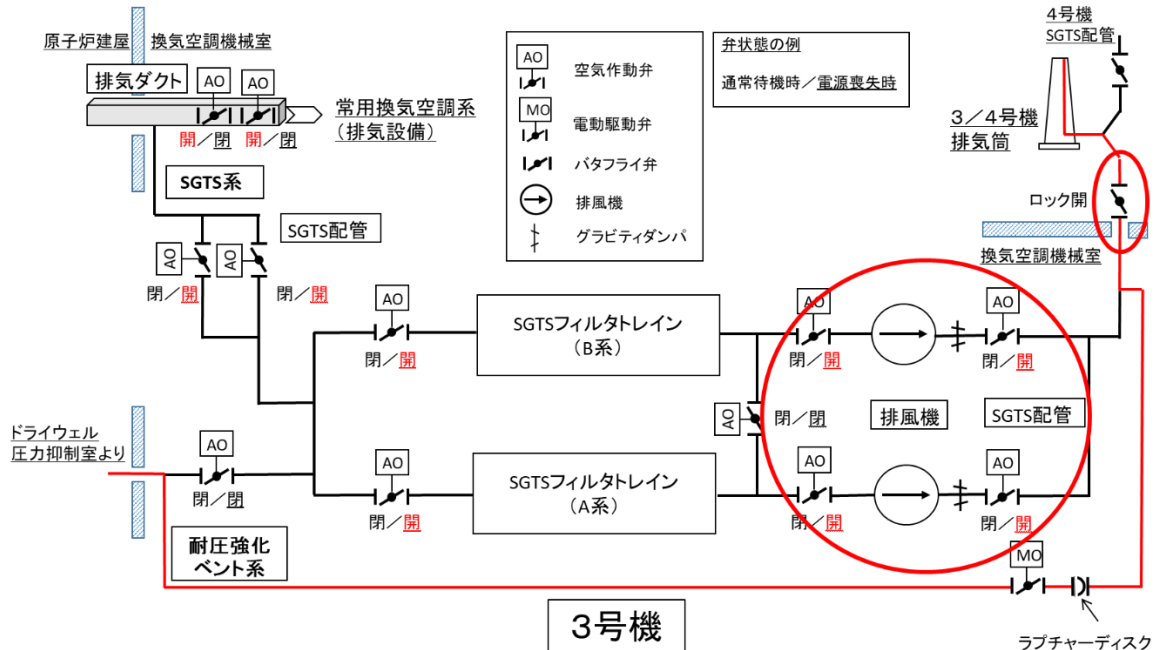 原子炉建屋
換気空調機械室
排気ダクト
AO
AO
開／閉
開／閉
常用換気空調系
(排気設備)
SGTS系
SGTS配管
AO
AO
閉／開
閉／開
AO
空気作動弁
MO
電動駆動弁
バタフライ弁
排風機
グラビティダンパ
弁状態の例
通常待機時／電源喪失時
4号機
SGTS配管
3／4号機
排気筒
ロック開
換気空調機械室
AO
閉／開
SGTSフィルタトレイン
(B系)
AO
閉／開
AO
閉／開
AO
閉／閉
排風機
SGTS配管
ドライウェル
圧力抑制室より
AO
閉／閉
AO
閉／開
SGTSフィルタトレイン
(A系)
AO
閉／開
AO
閉／開
耐圧強化
ベント系
MO
ラプチャーディスク
3号機